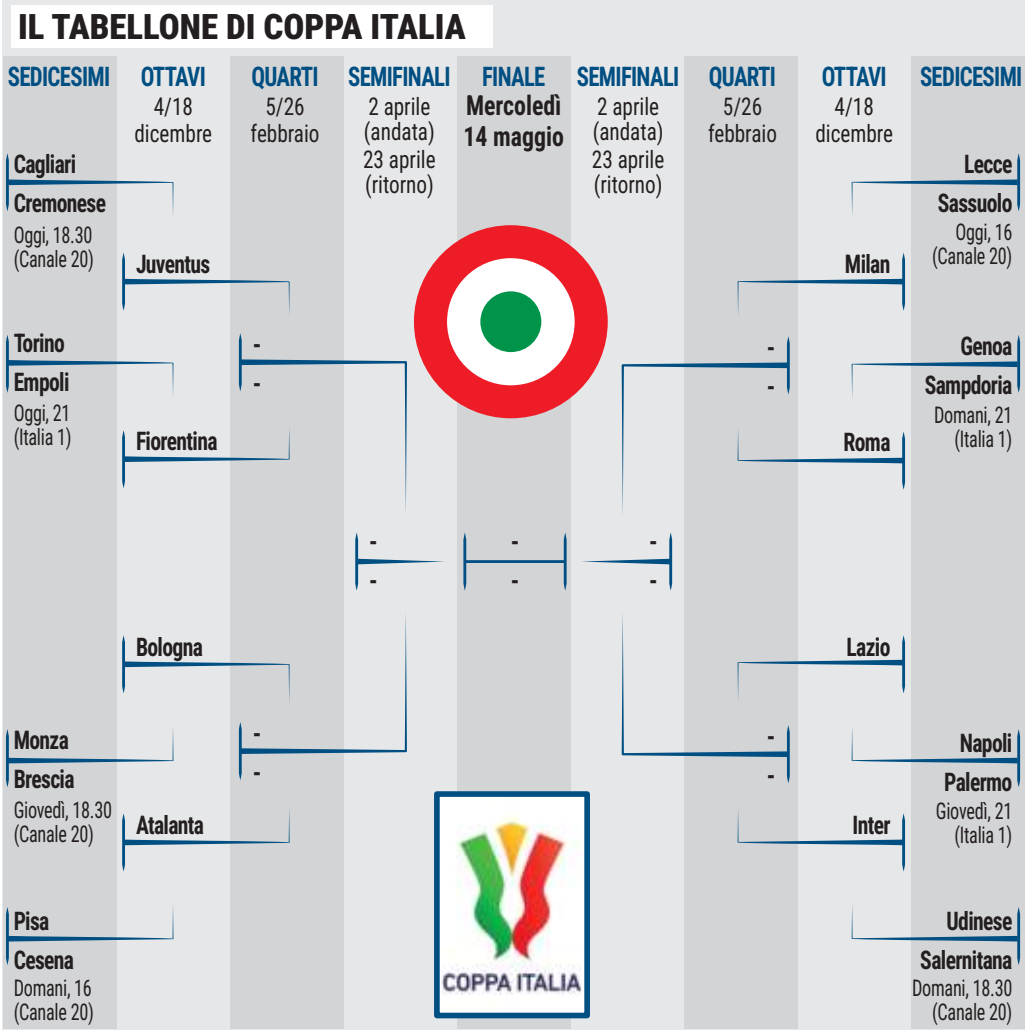 IL TABELLONE DI COPPA ITALIA
SEDICESIMI
Cagliari
Cremonese
Oggi, 18.30
(Canale 20)
Torino
Empoli
Oggi, 21
(Italia 1)
Monza
Brescia
Giovedì, 18.30
(Canale 20)
Pisa
Cesena
Domani, 16
(Canale 20)
OTTAVI
4/18
dicembre
Juventus
Fiorentina
Bologna
Atalanta
QUARTI
5/26
febbraio
-
-
-
-
SEMIFINALI
2 aprile
(andata)
23 aprile
(ritorno)
-
-
FINALE
Mercoledì
14 maggio
-
-
COPPA ITALIA
SEMIFINALI
2 aprile
(andata)
23 aprile
(ritorno)
-
-
QUARTI
5/26
febbraio
-
-
-
-
OTTAVI
4/18
dicembre
Milan
Roma
Lazio
Inter
SEDICESIMI
Lecce
Sassuolo
Oggi, 16
(Canale 20)
Genoa
Sampdoria
Domani, 21
(Italia 1)
Napoli
Palermo
Giovedì, 21
(Italia 1)
Udinese
Salernitana
Domani, 18.30
(Canale 20)